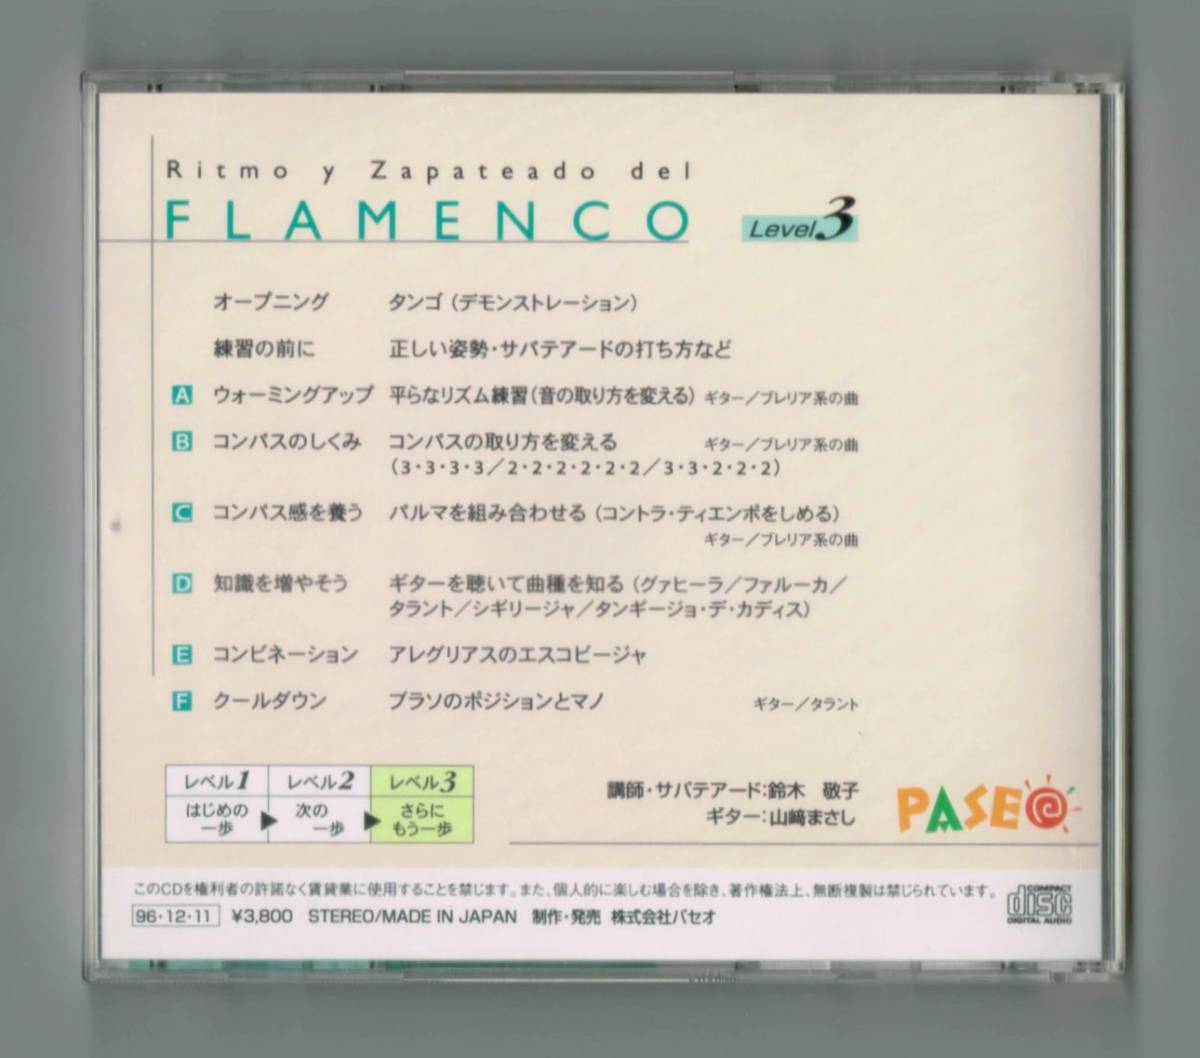 Ritmo y Zapateado del
FLAMENCO Level 3
オープニング タンゴ（デモンストレーション）
練習の前に 正しい姿勢・サパテアードの打ち方など
A ウォーミングアップ 平らなリズム練習（音の取り方を変える） ギター／ブレリア系の曲
B コンパスのしくみ コンパスの取り方を変える ギター／ブレリア系の曲
（3・3・3・3／2・2・2・2・2・2／3・3・2・2・2）
C コンパス感を養う パルマを組み合わせる（コントラ・ティエンポをしめる）
ギター／ブレリア系の曲
D 知識を増やそう ギターを聴いて曲種を知る（グァヒーラ／ファルーカ／
タラント／シギリージャ／タンギージョ・デ・カディス）
E コンビネーション アレグリアスのエスコビージャ
F クールダウン ブラソのポジションとマノ ギター／タラント
レベル1 レベル2 レベル3
はじめの 次の さらに
一歩 一歩 もう一歩
講師・サパテアード：鈴木 敬子
ギター：山﨑まさし
PASEO
このCDを権利者の許諾なく賃貸業に使用することを禁じます。また、個人的に楽しむ場合を除き、著作権法上、無断複製は禁じられています。
96・12・11 ¥3,800 STEREO/MADE IN JAPAN 制作・発売 株式会社パセオ
COMPACT
disc
DIGITAL AUDIO